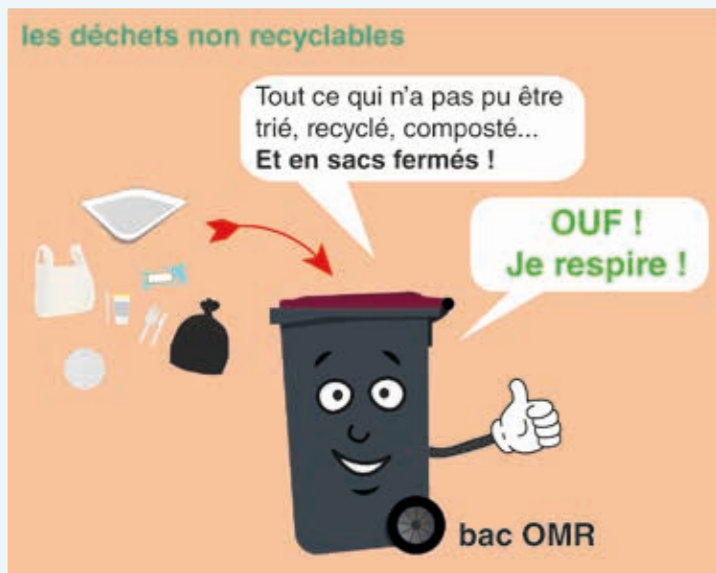 les déchets non recyclables
Tout ce qui n'a pas pu être
trié, recyclé, composté...
Et en sacs fermés !
OUF !
Je respire !
bac OMR